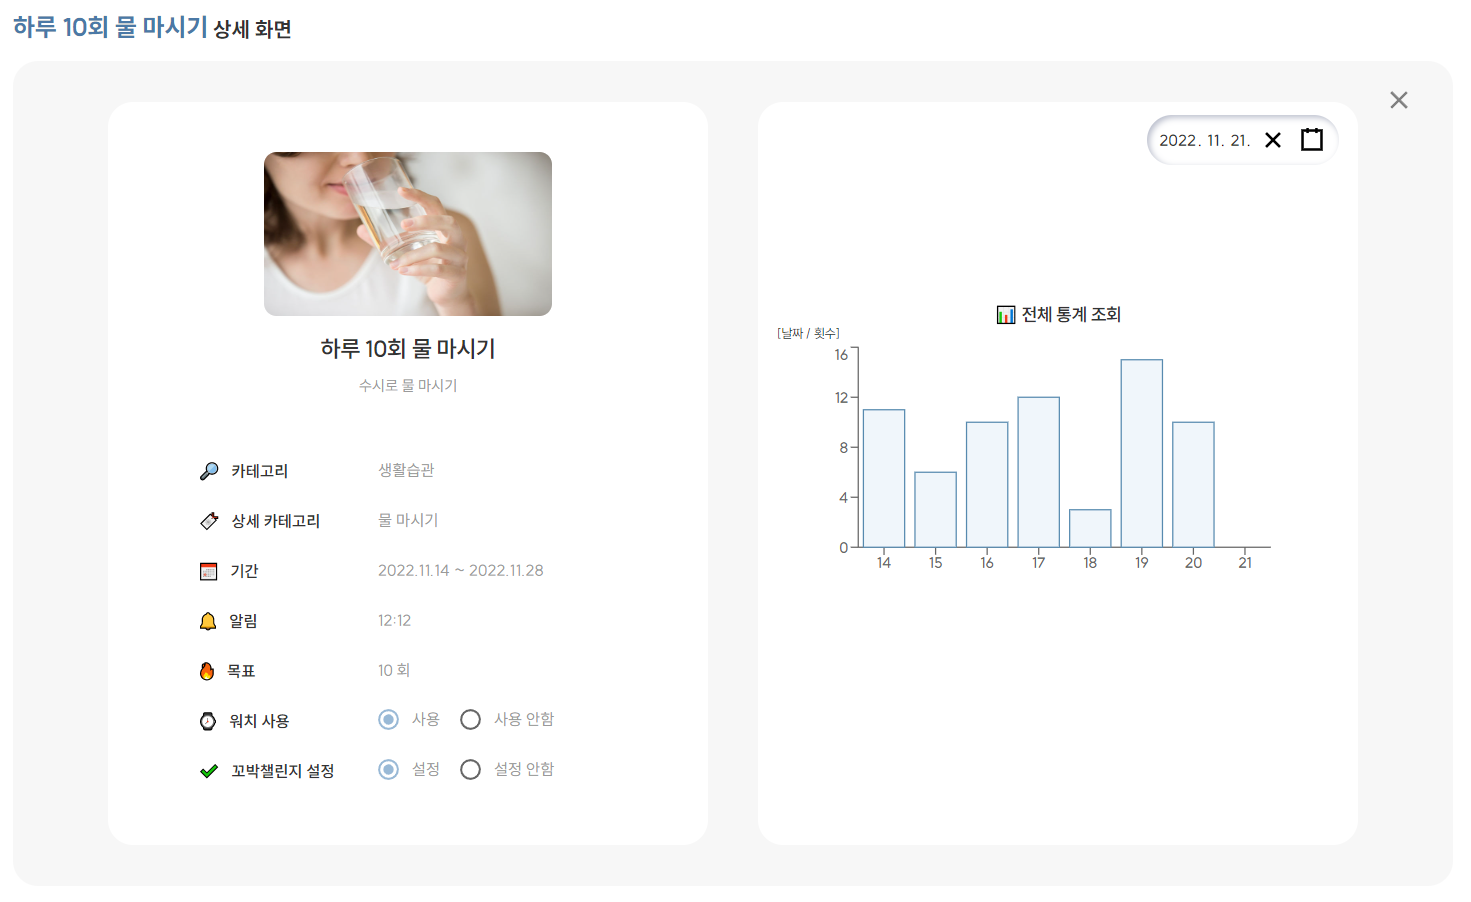 하루 10회 물 마시기 상세 화면
하루 10회 물 마시기
수시로 물 마시기
카테고리 생활습관
상세 카테고리 물 마시기
기간 2022.11.14 ~ 2022.11.28
알림 12:12
목표 10 회
워치 사용 사용 사용 안함
꼬박챌린지 설정 설정 설정 안함
2022. 11. 21.
전체 통계 조회
[날짜 / 횟수]
16
12
8
4
0
14 15 16 17 18 19 20 21